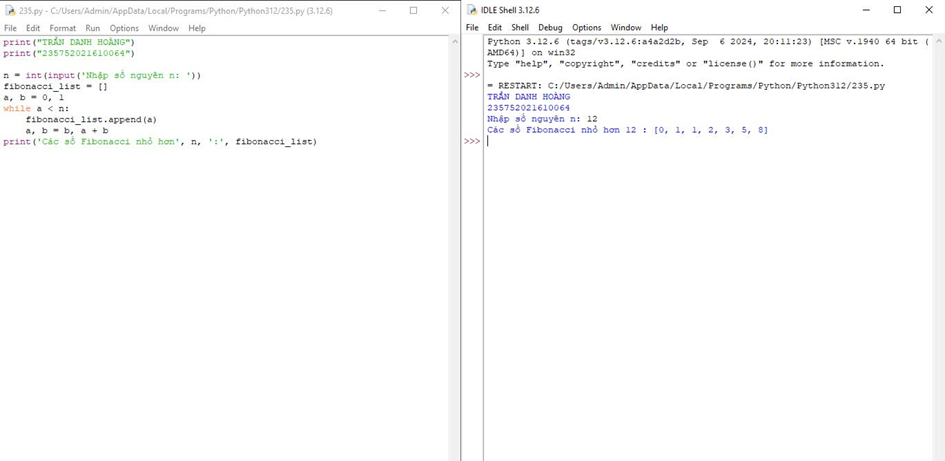 235.py - C:/Users/Admin/AppData/Local/Programs/Python/Python312/235.py (3.12.6)
File Edit Format Run Options Window Help
print("TRẦN DANH HOÀNG")
print("235752021610064")
n = int(input('Nhập số nguyên n: '))
fibonacci_list = []
a, b = 0, 1
while a < n:
    fibonacci_list.append(a)
    a, b = b, a + b
print('Các số Fibonacci nhỏ hơn', n, ':', fibonacci_list)
IDLE Shell 3.12.6
File Edit Shell Debug Options Window Help
Python 3.12.6 (tags/v3.12.6:a4a2d2b, Sep  6 2024, 20:11:23) [MSC v.1940 64 bit (
AMD64)] on win32
Type "help", "copyright", "credits" or "license()" for more information.
>>>
= RESTART: C:/Users/Admin/AppData/Local/Programs/Python/Python312/235.py
TRẦN DANH HOÀNG
235752021610064
Nhập số nguyên n: 12
Các số Fibonacci nhỏ hơn 12 : [0, 1, 1, 2, 3, 5, 8]
>>>